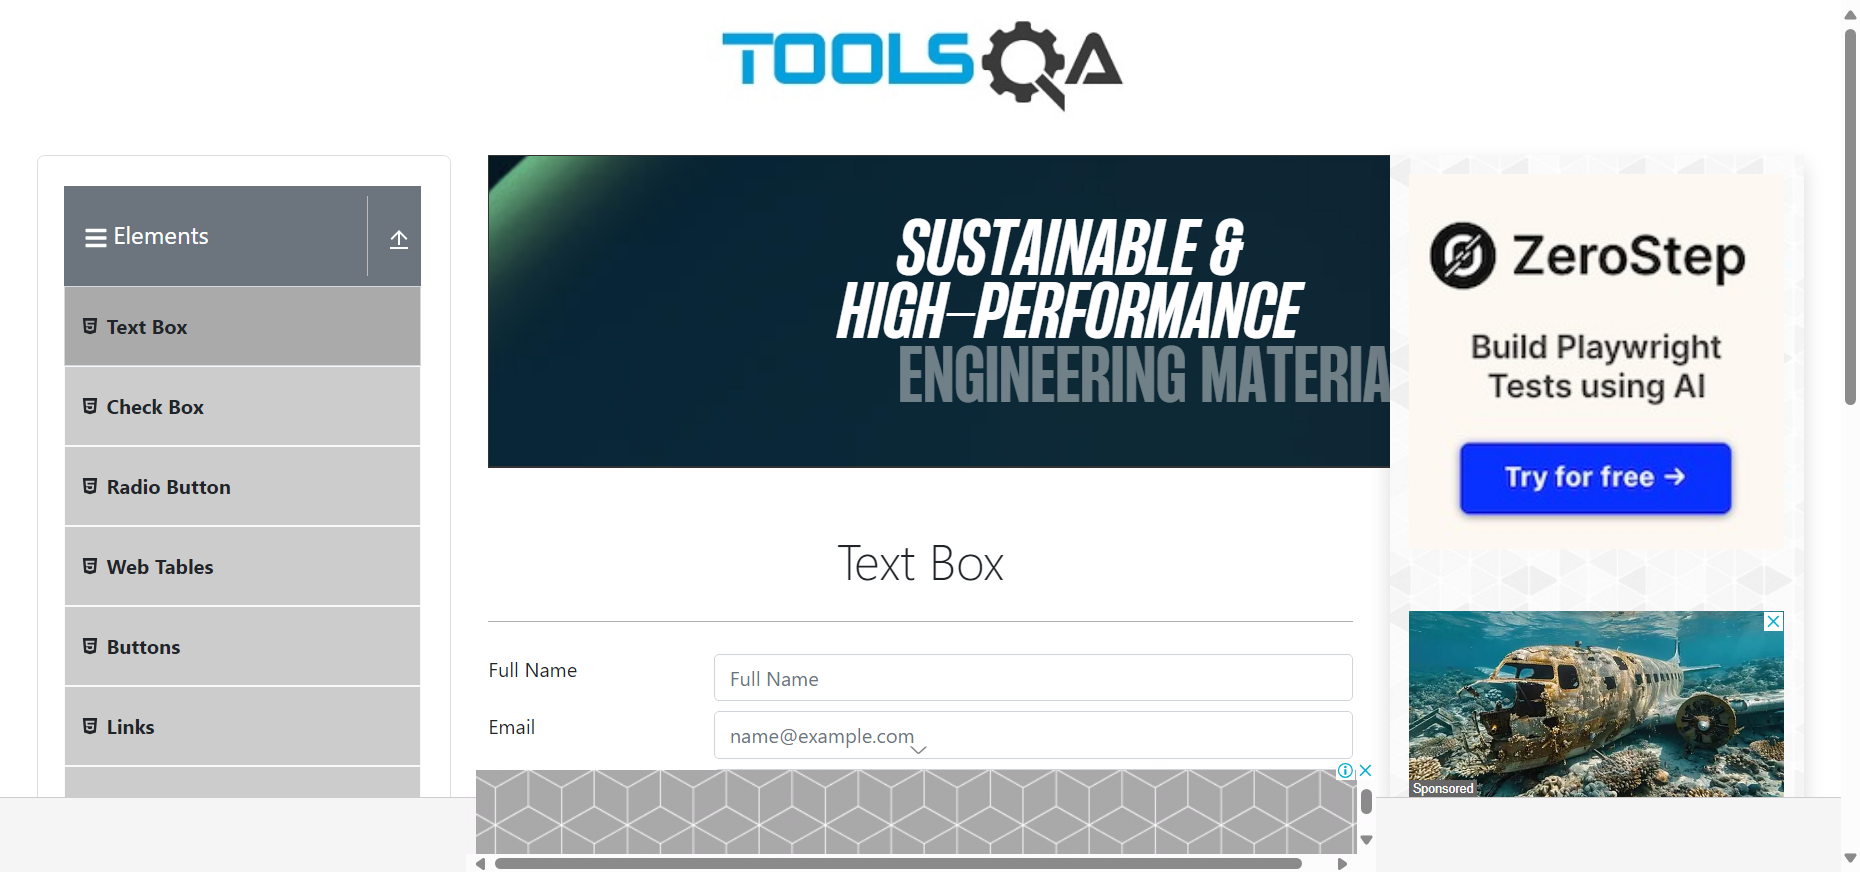 TOOLSQA
Elements
Text Box
Check Box
Radio Button
Web Tables
Buttons
Links
SUSTAINABLE &
HIGH–PERFORMANCE
ENGINEERING MATERIA
Text Box
Full Name
Full Name
Email
name@example.com
ZeroStep
Build Playwright
Tests using AI
Try for free →
Sponsored